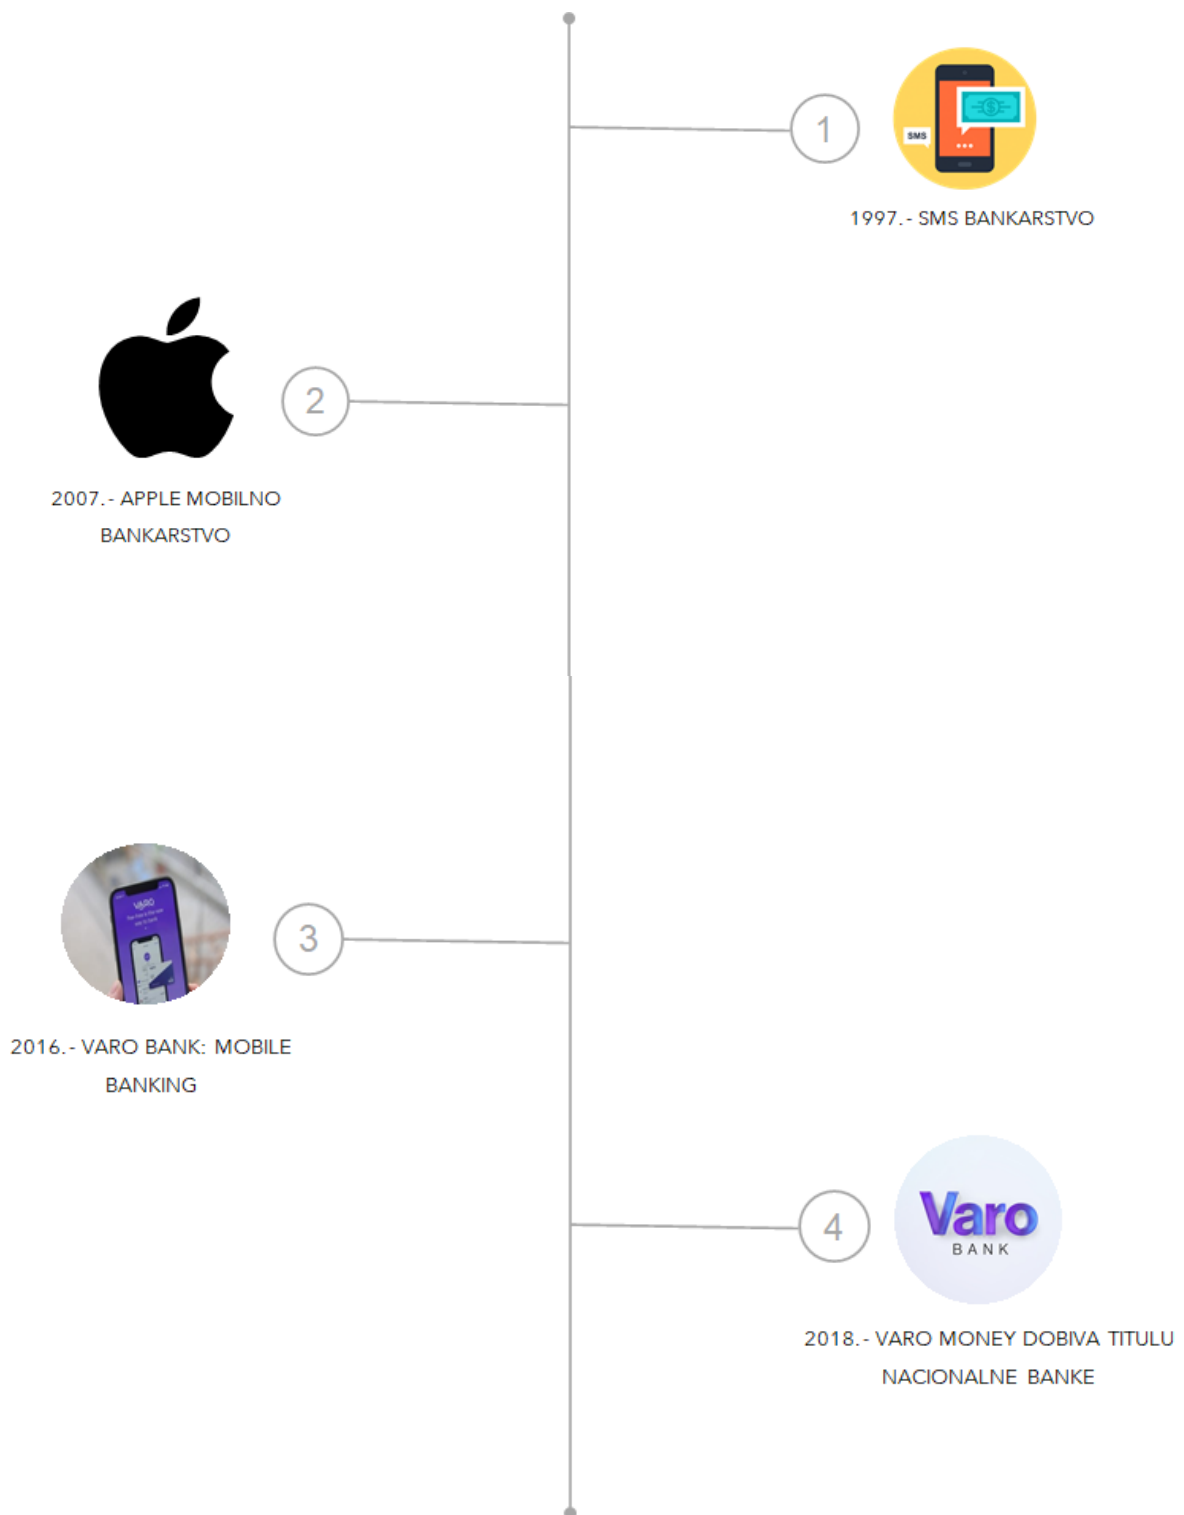 1
SMS
1997.- SMS BANKARSTVO
2
2007.- APPLE MOBILNO
BANKARSTVO
VARO
3
2016.- VARO BANK: MOBILE
BANKING
4
Varo
BANK
2018.- VARO MONEY DOBIVA TITULU
NACIONALNE BANKE